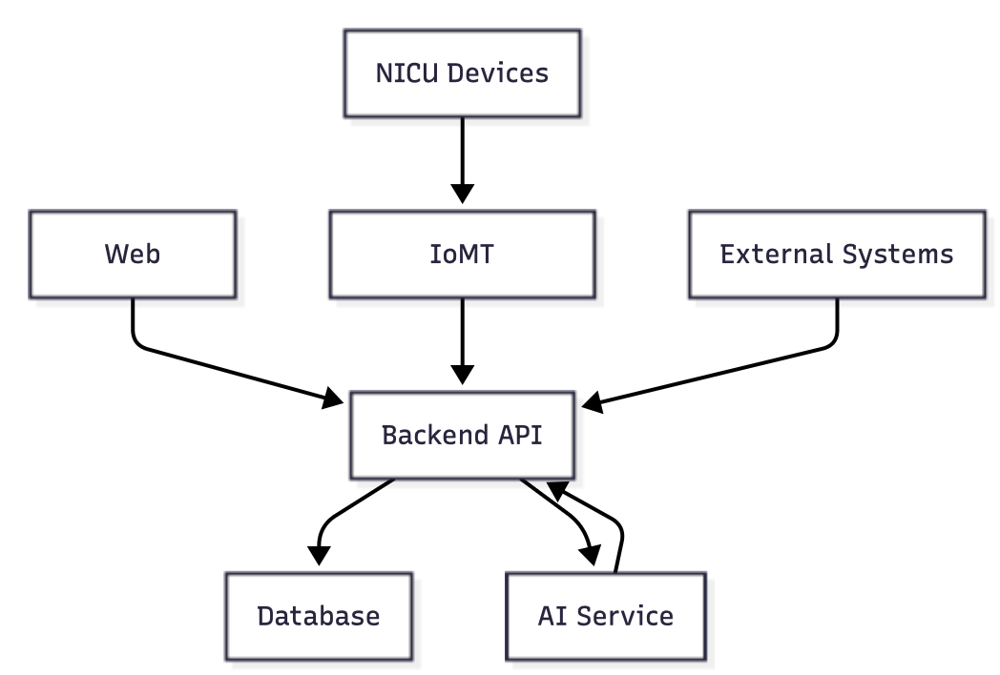 NICU Devices
Web
IoMT
External Systems
Backend API
Database
AI Service